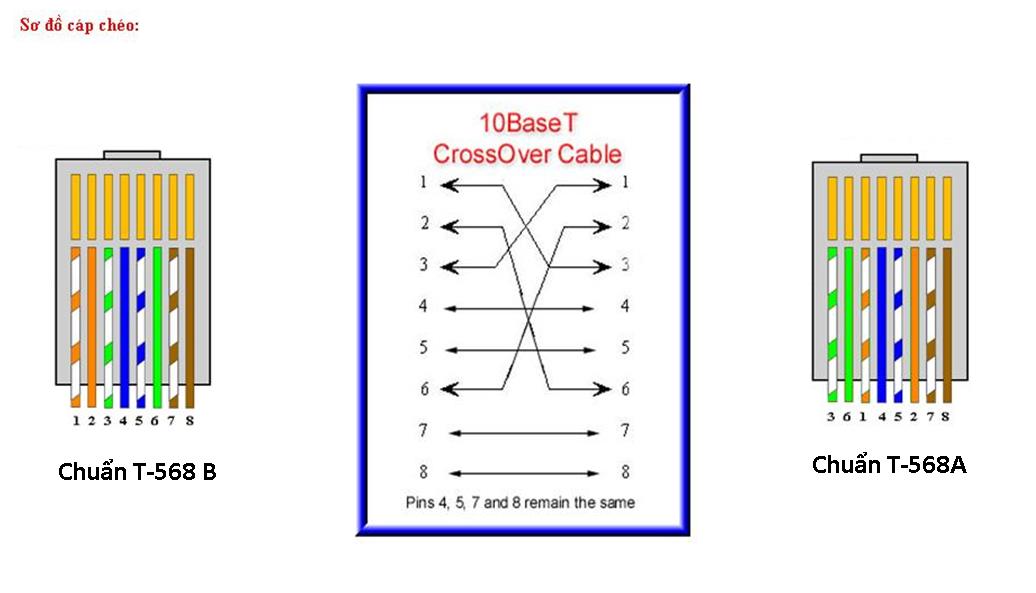 Sơ đồ cáp chéo:
10BaseT
CrossOver Cable
1 1
2 2
3 3
4 4
5 5
6 6
7 7
8 8
Pins 4, 5, 7 and 8 remain the same
1 2 3 4 5 6 7 8
Chuẩn T-568 B
3 6 1 4 5 2 7 8
Chuẩn T-568A